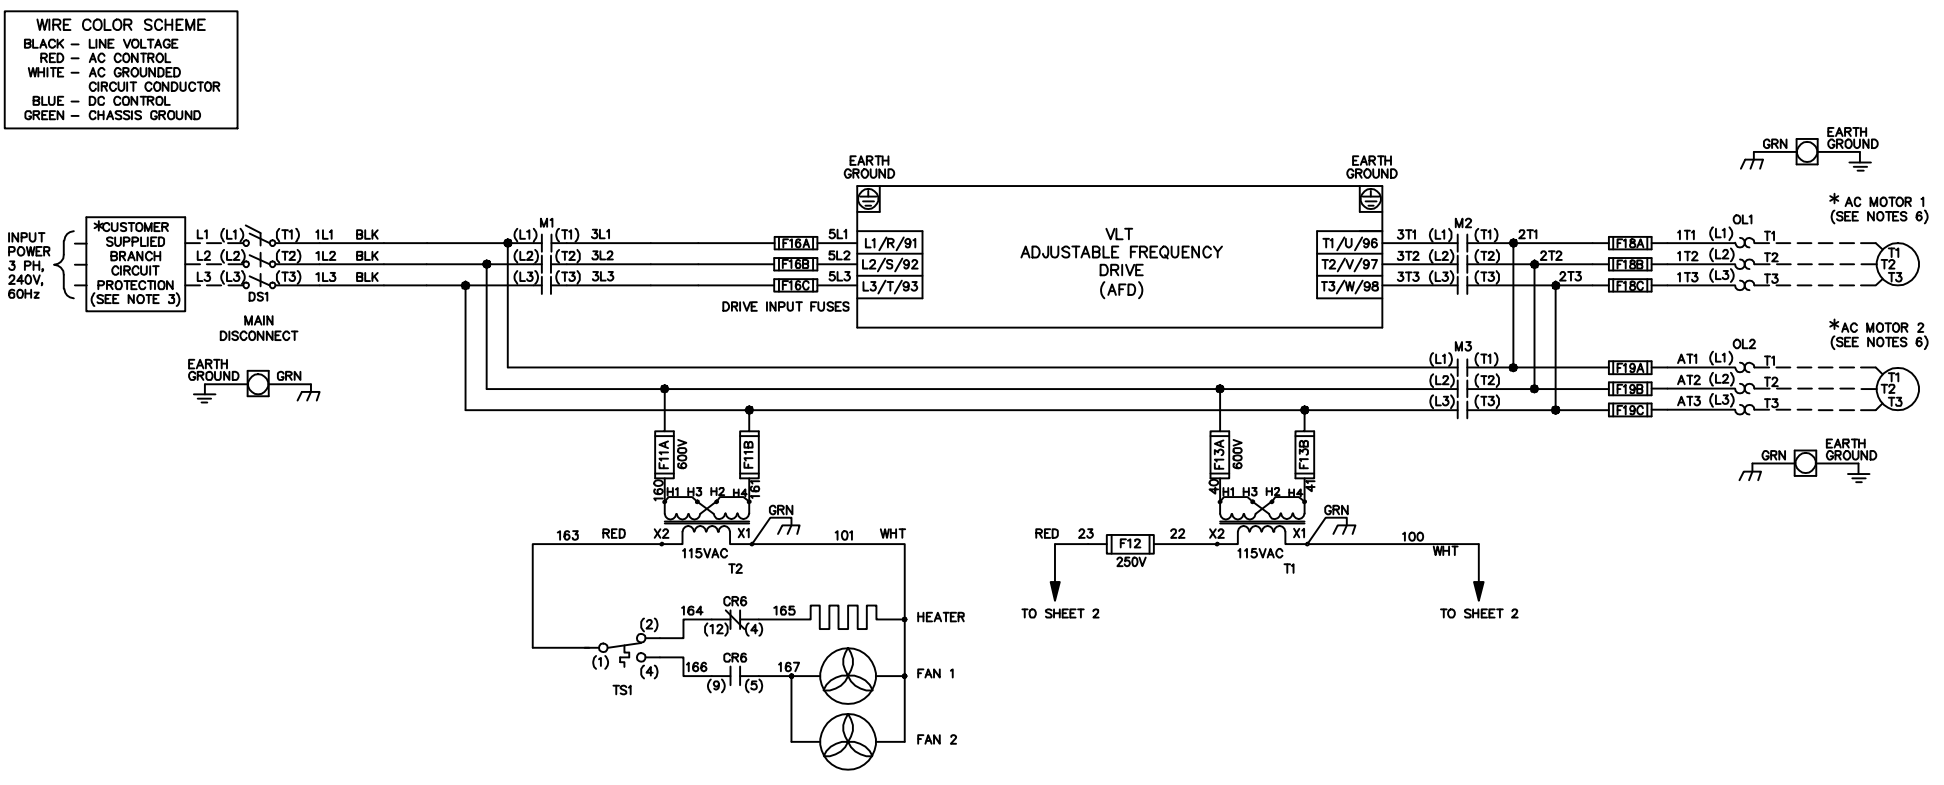 WIRE COLOR SCHEME
BLACK – LINE VOLTAGE
RED – AC CONTROL
WHITE – AC GROUNDED
CIRCUIT CONDUCTOR
BLUE – DC CONTROL
GREEN – CHASSIS GROUND
INPUT
POWER
3 PH,
240V,
60Hz
*CUSTOMER
SUPPLIED
BRANCH
CIRCUIT
PROTECTION
(SEE NOTE 3)
L1 (L1) (T1) 1L1 BLK
L2 (L2) (T2) 1L2 BLK
L3 (L3) (T3) 1L3 BLK
DS1
MAIN
DISCONNECT
EARTH
GROUND
GRN
M1
(L1) (T1) 3L1
(L2) (T2) 3L2
(L3) (T3) 3L3
F16A 5L1
F16B 5L2
F16C 5L3
DRIVE INPUT FUSES
EARTH
GROUND
EARTH
GROUND
L1/R/91
L2/S/92
L3/T/93
VLT
ADJUSTABLE FREQUENCY
DRIVE
(AFD)
T1/U/96
T2/V/97
T3/W/98
M2
3T1 (L1) (T1) 2T1
3T2 (L2) (T2) 2T2
3T3 (L3) (T3) 2T3
OL1
F18A 1T1 (L1) T1
F18B 1T2 (L2) T2
F18C 1T3 (L3) T3
GRN
EARTH
GROUND
* AC MOTOR 1
(SEE NOTES 6)
T1
T2
T3
M3
(L1) (T1)
(L2) (T2)
(L3) (T3)
OL2
F19A AT1 (L1) T1
F19B AT2 (L2) T2
F19C AT3 (L3) T3
* AC MOTOR 2
(SEE NOTES 6)
T1
T2
T3
GRN
EARTH
GROUND
F11A
600V
F11B
160
161
H1 H3 H2 H4
GRN
163 RED X2 X1 101 WHT
115VAC
T2
164 CR6 165 HEATER
(12) (4)
(2)
(1)
(4)
TS1
166 CR6 167 FAN 1
(9) (5)
FAN 2
F13A
600V
F13B
40
41
H1 H3 H2 H4
GRN
RED 23 F12 22 X2 X1 100
WHT
250V
115VAC
T1
TO SHEET 2
TO SHEET 2